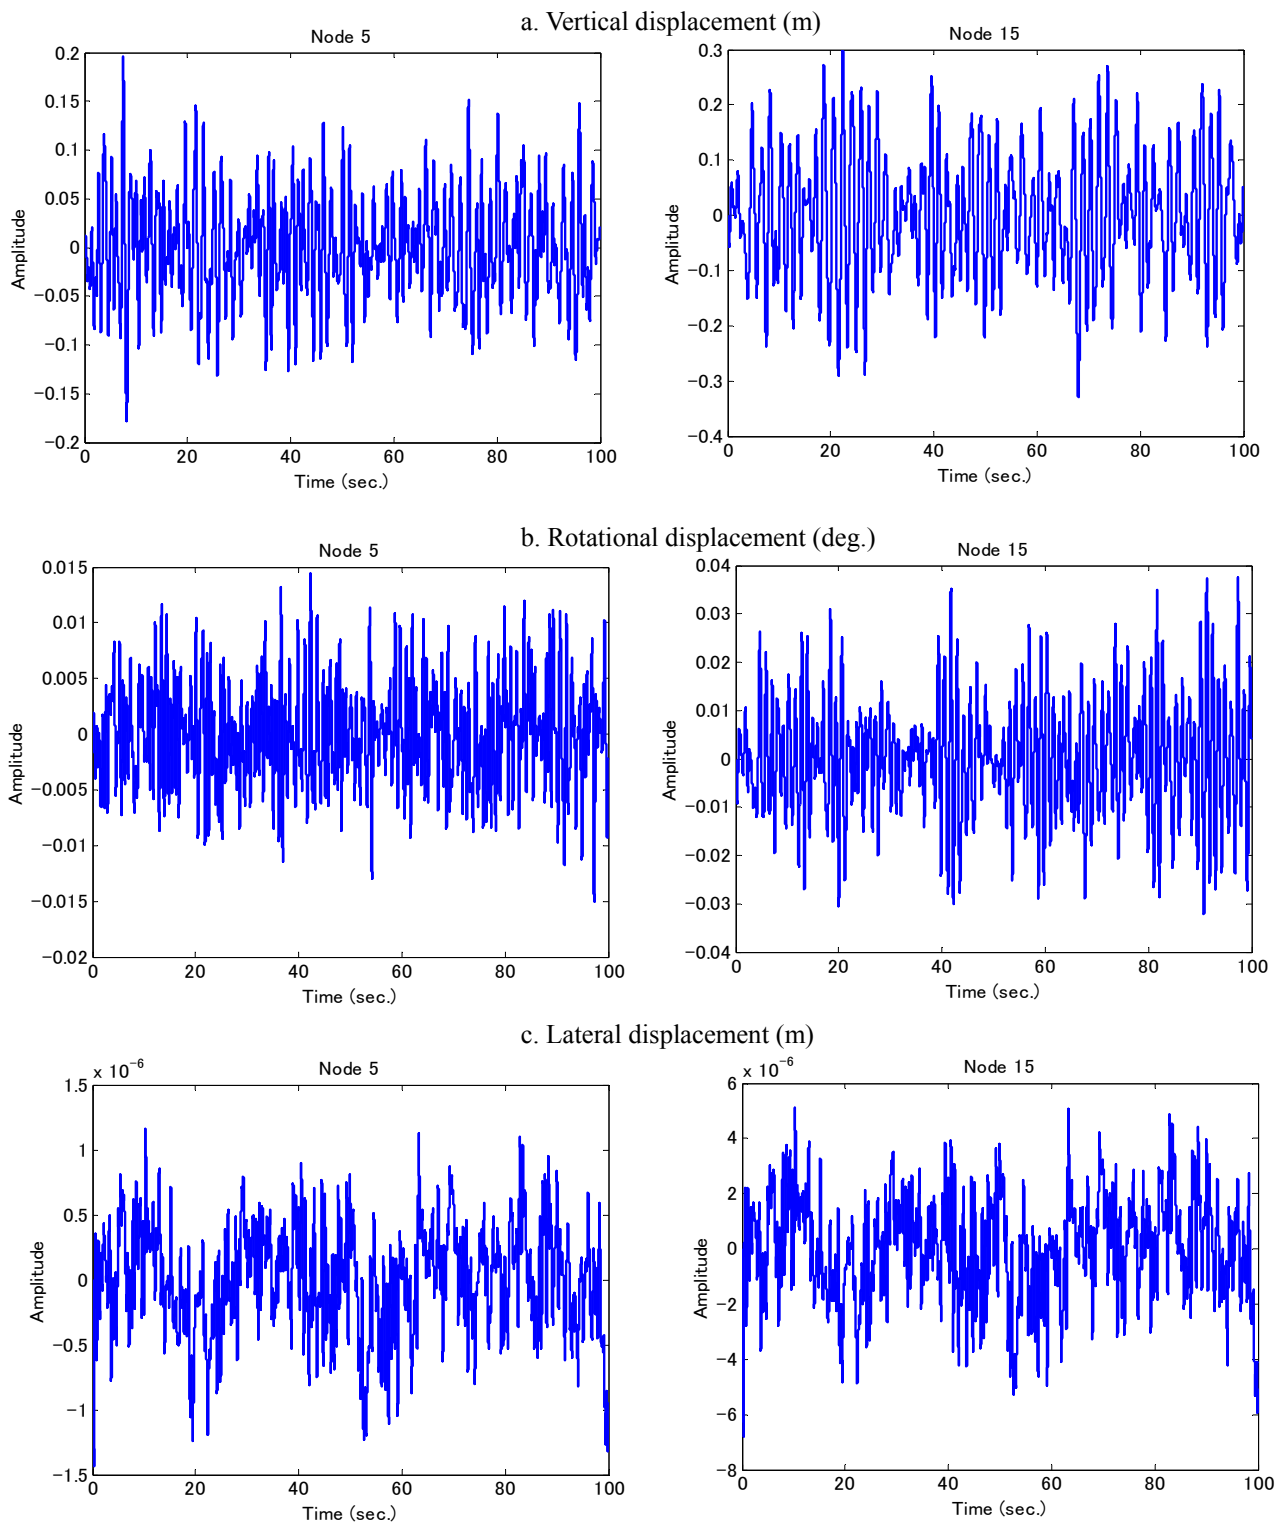 a. Vertical displacement (m)
Node 5
Node 15
Amplitude
0.2
0.15
0.1
0.05
0
−0.05
−0.1
−0.15
−0.2
0 20 40 60 80 100
Time (sec.)
Amplitude
0.3
0.2
0.1
0
−0.1
−0.2
−0.3
−0.4
0 20 40 60 80 100
Time (sec.)
b. Rotational displacement (deg.)
Node 5
Node 15
Amplitude
0.015
0.01
0.005
0
−0.005
−0.01
−0.015
−0.02
0 20 40 60 80 100
Time (sec.)
Amplitude
0.04
0.03
0.02
0.01
0
−0.01
−0.02
−0.03
−0.04
0 20 40 60 80 100
Time (sec.)
c. Lateral displacement (m)
Node 5
Node 15
x 10⁻⁶
Amplitude
1.5
1
0.5
0
−0.5
−1
−1.5
0 20 40 60 80 100
Time (sec.)
x 10⁻⁶
Amplitude
6
4
2
0
−2
−4
−6
−8
0 20 40 60 80 100
Time (sec.)